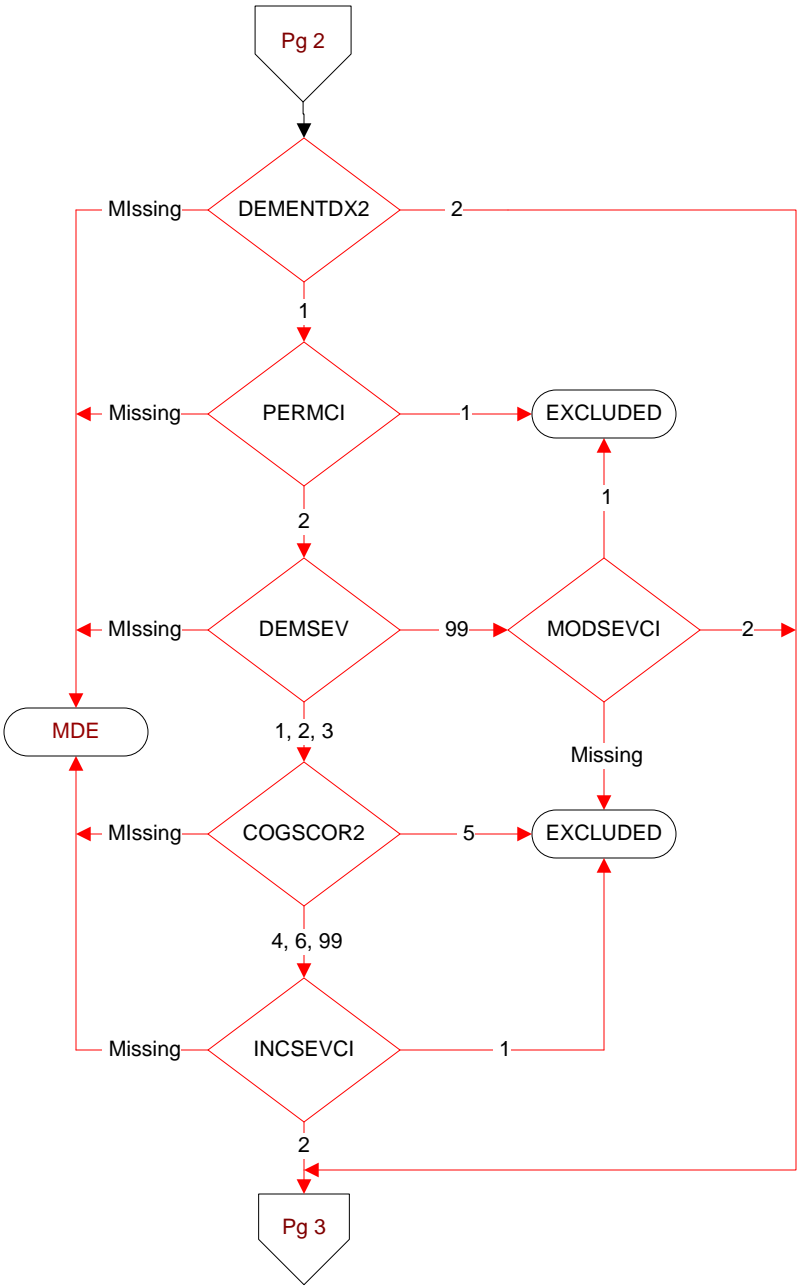 Pg 2
MIssing
DEMENTDX2
2
1
Missing
PERMCI
1
EXCLUDED
2
1
MIssing
DEMSEV
99
MODSEVCI
2
MDE
1, 2, 3
Missing
MIssing
COGSCOR2
5
EXCLUDED
4, 6, 99
Missing
INCSEVCI
1
2
Pg 3